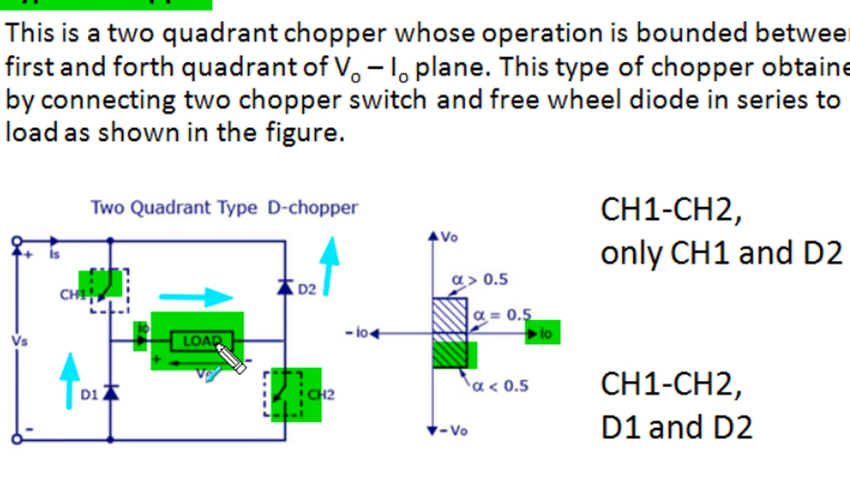 This is a two quadrant chopper whose operation is bounded
first and forth quadrant of Vo – Io plane. This type of chopper
by connecting two chopper switch and free wheel diode in series to
load as shown in the figure.
Two Quadrant Type D-chopper
CH1-CH2,
only CH1 and D2
+
Is
CH1
D2
Vs
Io
LOAD
+
-
D1
CH2
-
Vo
α > 0.5
α = 0.5
-io
Io
α < 0.5
-Vo
CH1-CH2,
D1 and D2